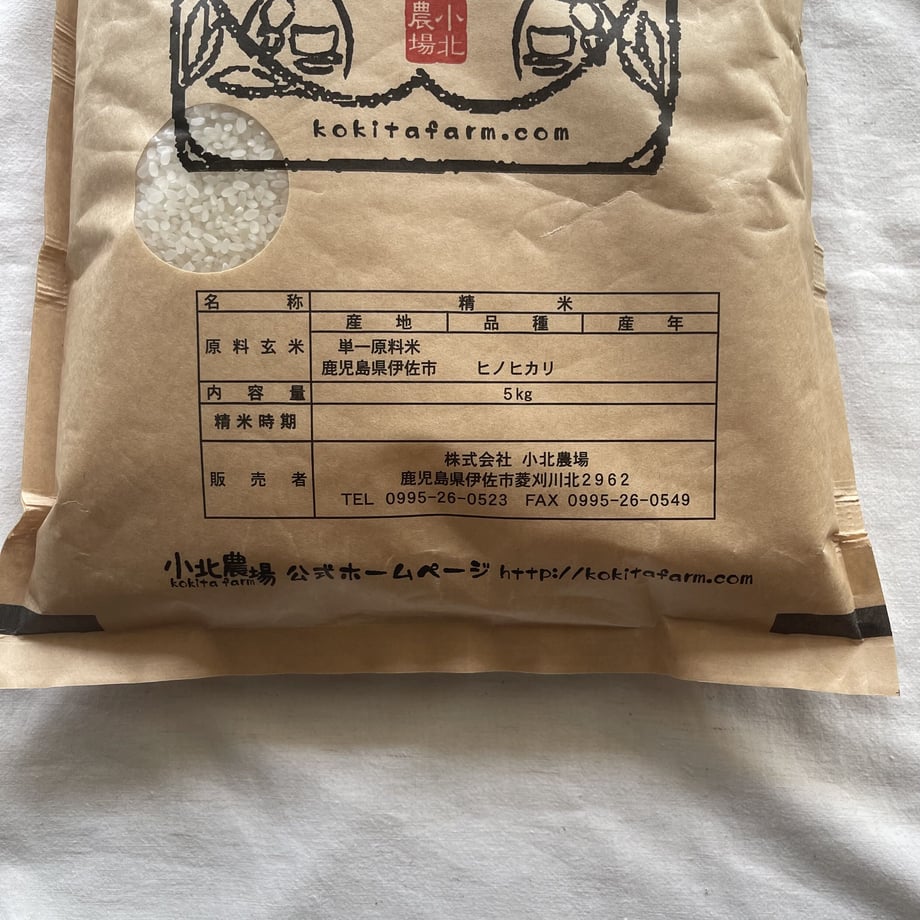 小北
農場
kokitafarm.com
名称 精米
産地 品種 産年
原料玄米
単一原料米
鹿児島県伊佐市 ヒノヒカリ
内容量 5kg
精米時期
販売者
株式会社 小北農場
鹿児島県伊佐市菱刈川北2962
TEL 0995-26-0523 FAX 0995-26-0549
小北農場 公式ホームページ http://kokitafarm.com
kokita farm